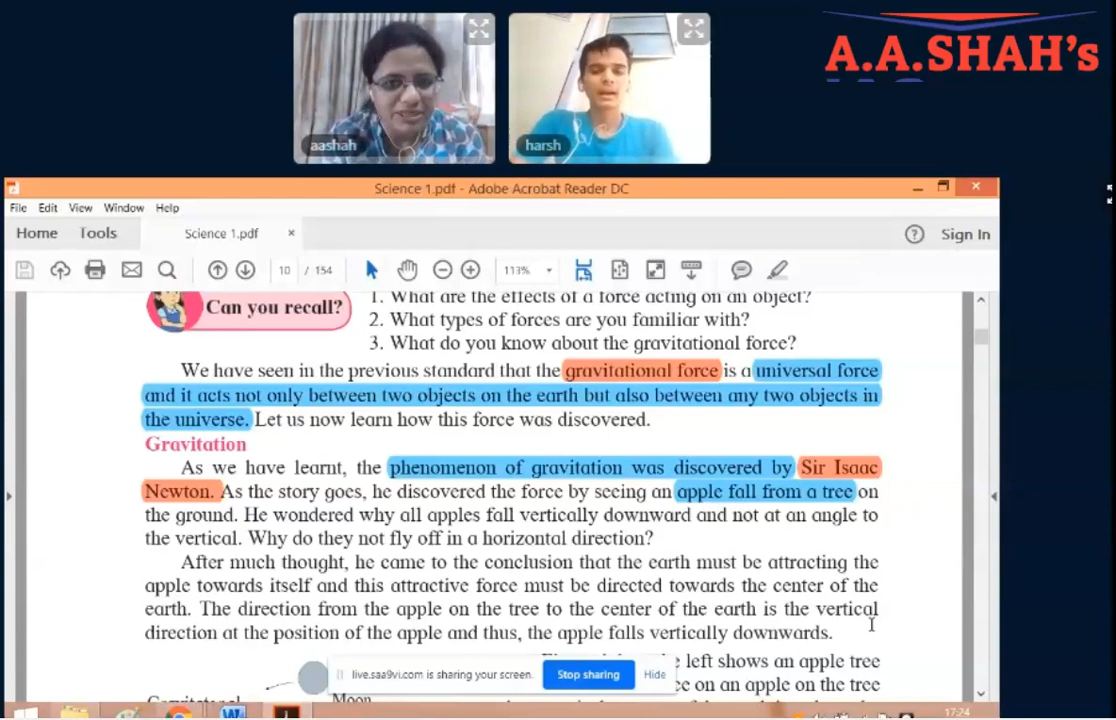 A.A.SHAH's
aashah
harsh
Science 1.pdf - Adobe Acrobat Reader DC
File Edit View Window Help
Home Tools Science 1.pdf × Sign In
10 / 154 113%
Can you recall?
1. What are the effects of a force acting on an object?
2. What types of forces are you familiar with?
3. What do you know about the gravitational force?
We have seen in the previous standard that the gravitational force is a universal force
and it acts not only between two objects on the earth but also between any two objects in
the universe. Let us now learn how this force was discovered.
Gravitation
As we have learnt, the phenomenon of gravitation was discovered by Sir Isaac
Newton. As the story goes, he discovered the force by seeing an apple fall from a tree on
the ground. He wondered why all apples fall vertically downward and not at an angle to
the vertical. Why do they not fly off in a horizontal direction?
After much thought, he came to the conclusion that the earth must be attracting the
apple towards itself and this attractive force must be directed towards the center of the
earth. The direction from the apple on the tree to the center of the earth is the vertical
direction at the position of the apple and thus, the apple falls vertically downwards.
left shows an apple tree
live.saa9vi.com is sharing your screen. Stop sharing Hide
on an apple on the tree
Moon
17:24